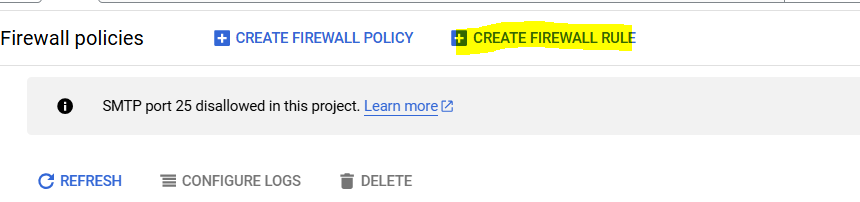 Firewall policies CREATE FIREWALL POLICY CREATE FIREWALL RULE
SMTP port 25 disallowed in this project. Learn more
REFRESH CONFIGURE LOGS DELETE